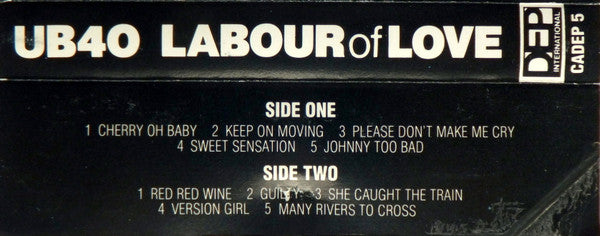 UB40 LABOUR of LOVE
DEP
INTERNATIONAL
CADEP 5
SIDE ONE
1 CHERRY OH BABY 2 KEEP ON MOVING 3 PLEASE DON'T MAKE ME CRY
4 SWEET SENSATION 5 JOHNNY TOO BAD
SIDE TWO
1 RED RED WINE 2 GUILTY 3 SHE CAUGHT THE TRAIN
4 VERSION GIRL 5 MANY RIVERS TO CROSS